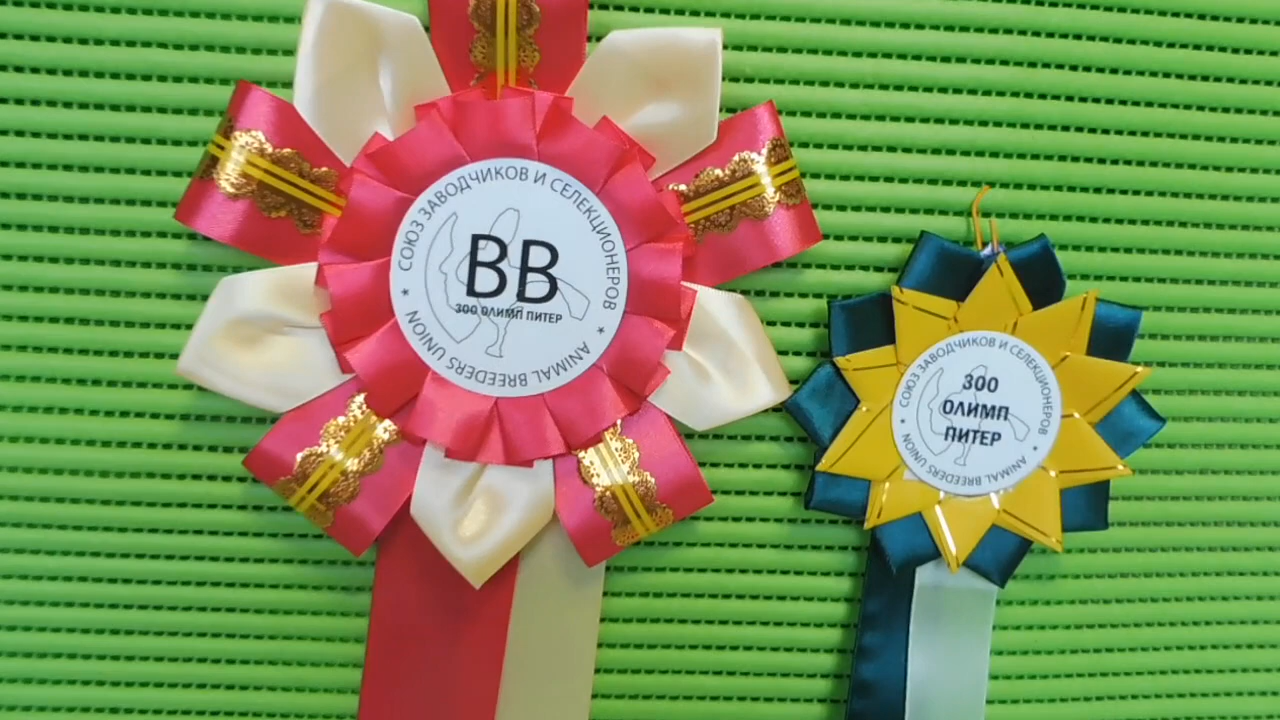 СОЮЗ ЗАВОДЧИКОВ И СЕЛЕКЦИОНЕРОВ
BB
300 ОЛИМП ПИТЕР
* ANIMAL BREEDERS UNION *
СОЮЗ ЗАВОДЧИКОВ И СЕЛЕКЦИОНЕРОВ
300
ОЛИМП
ПИТЕР
* ANIMAL BREEDERS UNION *